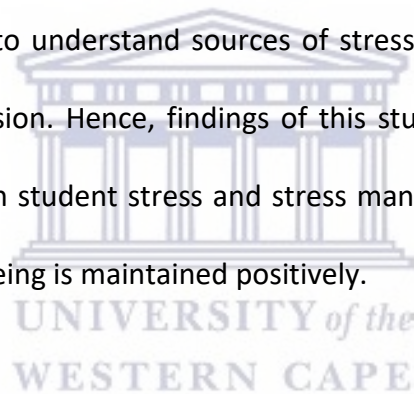 to understand sources of stress
sion. Hence, findings of this stu
n student stress and stress man
eing is maintained positively.
UNIVERSITY of the
WESTERN CAPE